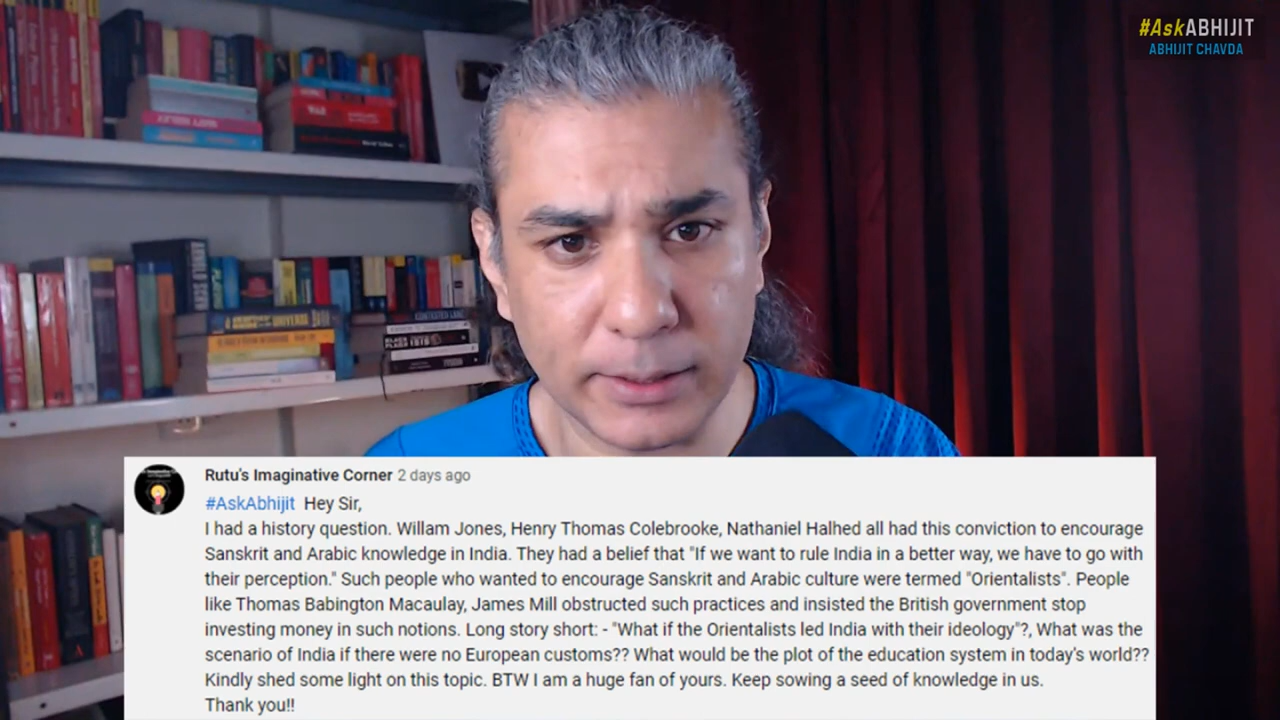 #AskABHIJIT
ABHIJIT CHAVDA
Rutu's Imaginative Corner 2 days ago
#AskAbhijit Hey Sir,
I had a history question. Willam Jones, Henry Thomas Colebrooke, Nathaniel Halhed all had this conviction to encourage
Sanskrit and Arabic knowledge in India. They had a belief that "If we want to rule India in a better way, we have to go with
their perception." Such people who wanted to encourage Sanskrit and Arabic culture were termed "Orientalists". People
like Thomas Babington Macaulay, James Mill obstructed such practices and insisted the British government stop
investing money in such notions. Long story short: - "What if the Orientalists led India with their ideology"?, What was the
scenario of India if there were no European customs?? What would be the plot of the education system in today's world??
Kindly shed some light on this topic. BTW I am a huge fan of yours. Keep sowing a seed of knowledge in us.
Thank you!!